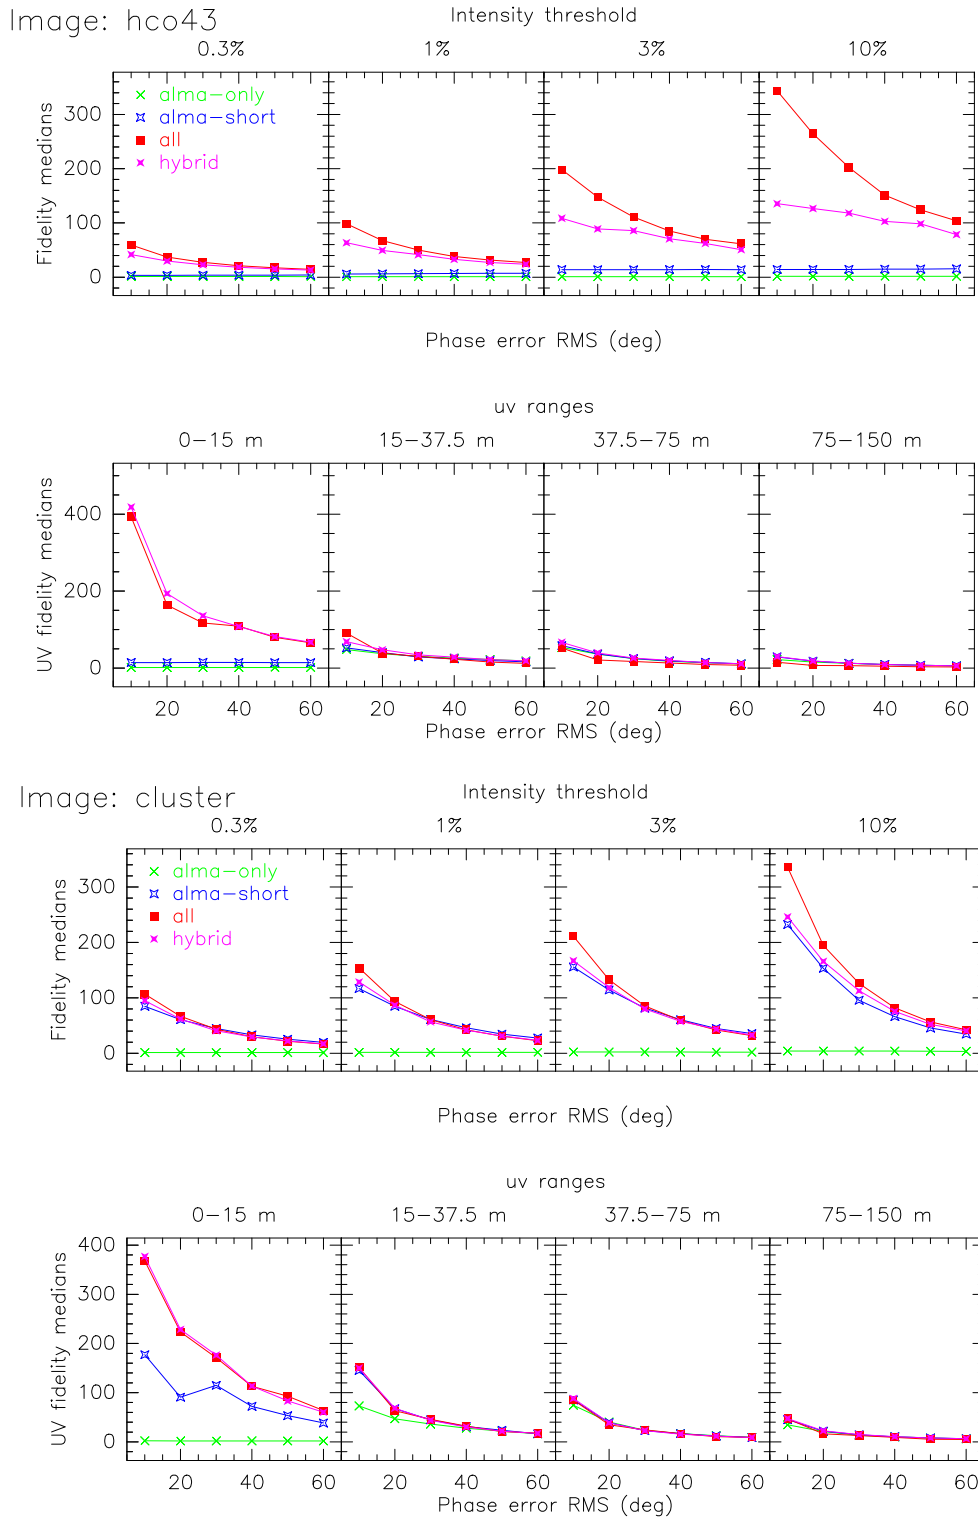 Image: hco43
Intensity threshold
0.3% 1% 3% 10%
Fidelity medians
300
200
100
0
alma-only
alma-short
all
hybrid
Phase error RMS (deg)
uv ranges
0-15 m 15-37.5 m 37.5-75 m 75-150 m
UV fidelity medians
400
200
0
20 40 60 20 40 60 20 40 60 20 40 60
Phase error RMS (deg)
Image: cluster
Intensity threshold
0.3% 1% 3% 10%
Fidelity medians
300
200
100
0
alma-only
alma-short
all
hybrid
Phase error RMS (deg)
uv ranges
0-15 m 15-37.5 m 37.5-75 m 75-150 m
UV fidelity medians
400
300
200
100
0
20 40 60 20 40 60 20 40 60 20 40 60
Phase error RMS (deg)